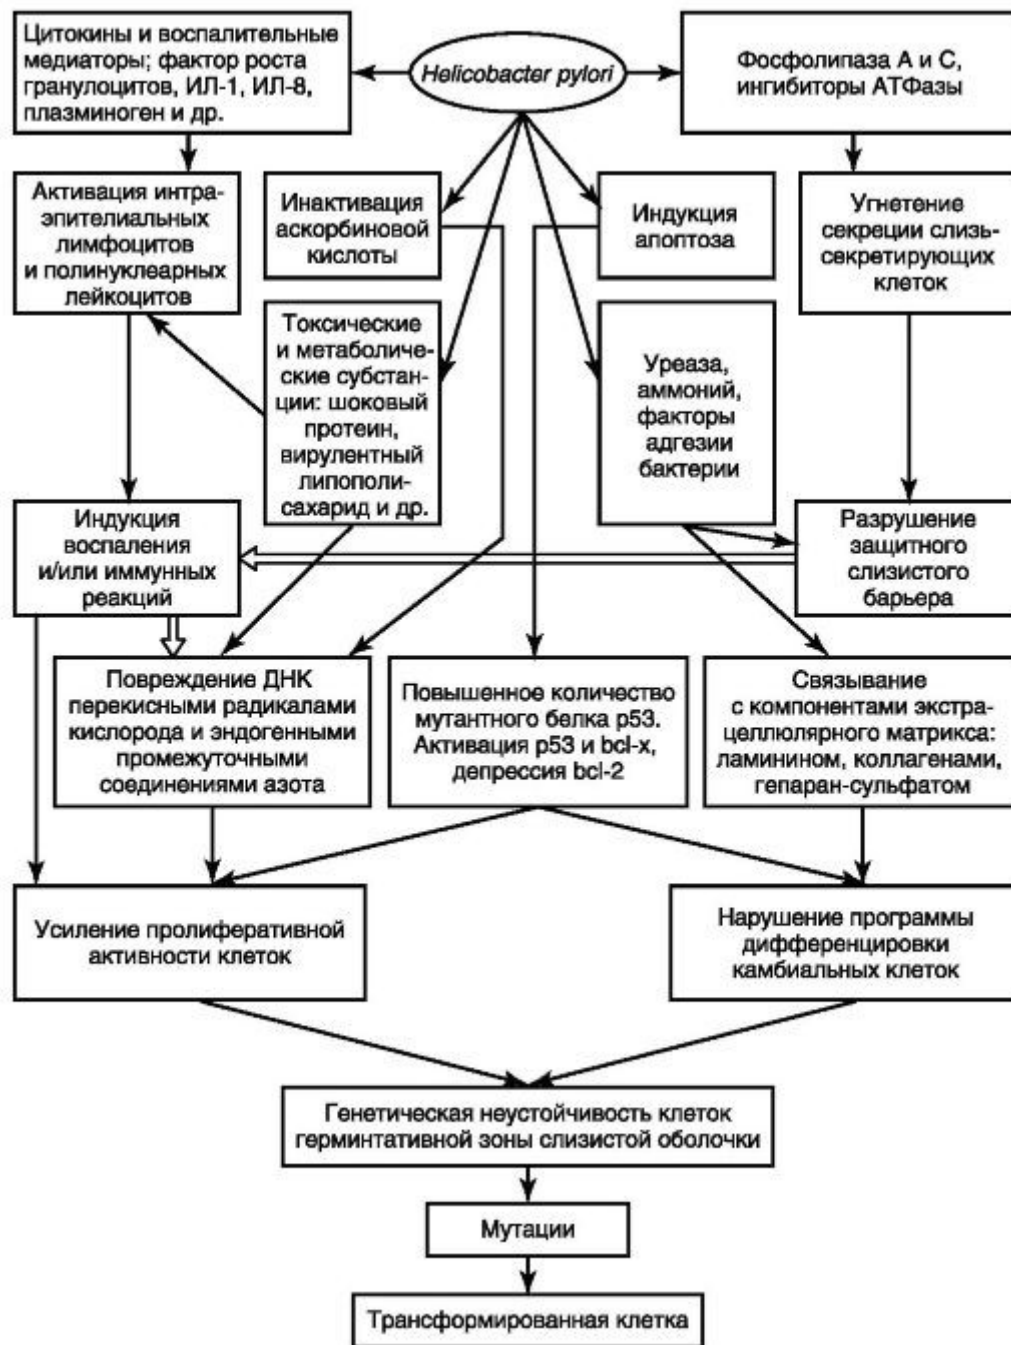 Цитокины и воспалительные
медиаторы; фактор роста
гранулоцитов, ИЛ-1, ИЛ-8,
плазминоген и др.
Helicobacter pylori
Фосфолипаза А и С,
ингибиторы АТФазы
Активация интра-
эпителиальных
лимфоцитов
и полинуклеарных
лейкоцитов
Инактивация
аскорбиновой
кислоты
Индукция
апоптоза
Угнетение
секреции слизь-
секретирующих
клеток
Токсические
и метаболиче-
ские субстан-
ции: шоковый
протеин,
вирулентный
липополи-
сахарид и др.
Уреаза,
аммоний,
факторы
адгезии
бактерии
Индукция
воспаления
и/или иммунных
реакций
Разрушение
защитного
слизистого
барьера
Повреждение ДНК
перекисными радикалами
кислорода и эндогенными
промежуточными
соединениями азота
Повышенное количество
мутантного белка р53.
Активация р53 и bcl-x,
депрессия bcl-2
Связывание
с компонентами экстра-
целлюлярного матрикса:
ламинином, коллагенами,
гепаран-сульфатом
Усиление пролиферативной
активности клеток
Нарушение программы
дифференцировки
камбиальных клеток
Генетическая неустойчивость клеток
герминтативной зоны слизистой оболочки
Мутации
Трансформированная клетка